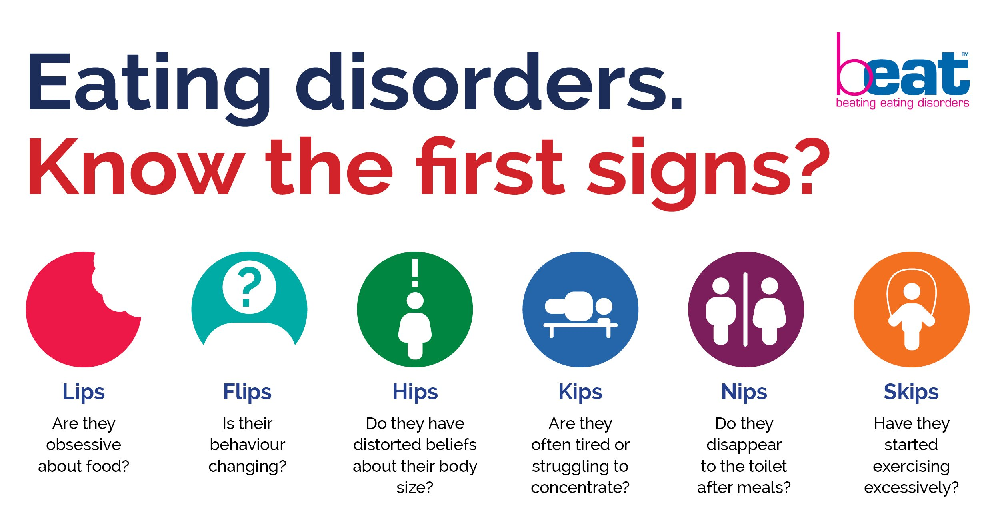 Eating disorders.
beat™
beating eating disorders
Know the first signs?
!
?
Lips
Are they
obsessive
about food?
Flips
Is their
behaviour
changing?
Hips
Do they have
distorted beliefs
about their body
size?
Kips
Are they
often tired or
struggling to
concentrate?
Nips
Do they
disappear
to the toilet
after meals?
Skips
Have they
started
exercising
excessively?